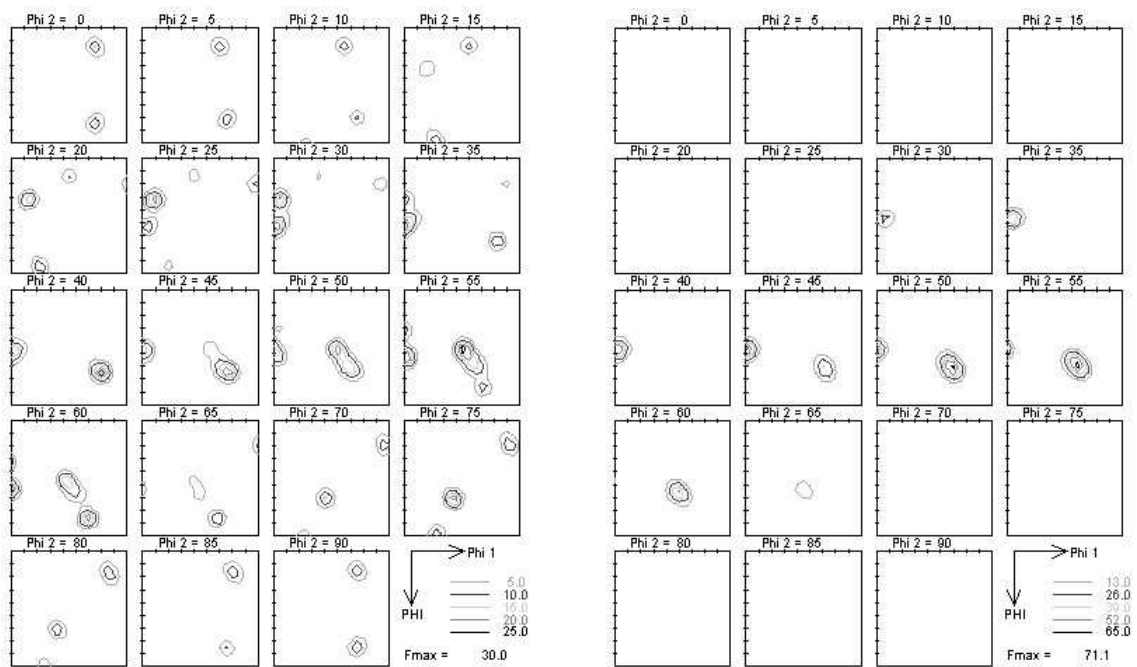 Phi 2 = 0 Phi 2 = 5 Phi 2 = 10 Phi 2 = 15
Phi 2 = 20 Phi 2 = 25 Phi 2 = 30 Phi 2 = 35
Phi 2 = 40 Phi 2 = 45 Phi 2 = 50 Phi 2 = 55
Phi 2 = 60 Phi 2 = 65 Phi 2 = 70 Phi 2 = 75
Phi 2 = 80 Phi 2 = 85 Phi 2 = 90
Phi 1
PHI
5.0
10.0
15.0
20.0
25.0
Fmax = 30.0
Phi 2 = 0 Phi 2 = 5 Phi 2 = 10 Phi 2 = 15
Phi 2 = 20 Phi 2 = 25 Phi 2 = 30 Phi 2 = 35
Phi 2 = 40 Phi 2 = 45 Phi 2 = 50 Phi 2 = 55
Phi 2 = 60 Phi 2 = 65 Phi 2 = 70 Phi 2 = 75
Phi 2 = 80 Phi 2 = 85 Phi 2 = 90
Phi 1
PHI
13.0
26.0
39.0
52.0
65.0
Fmax = 71.1